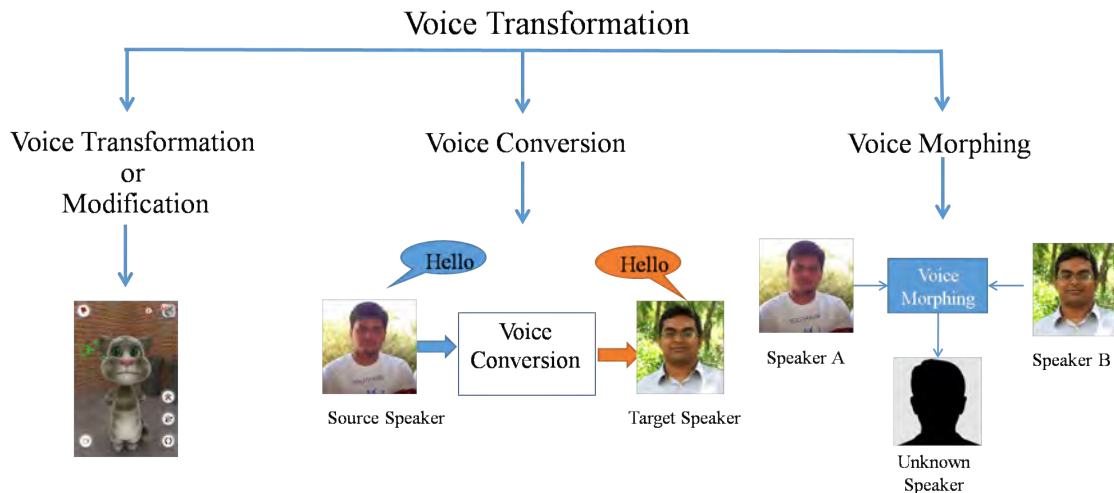 Voice Transformation
Voice Transformation
or
Modification
Voice Conversion
Voice Morphing
Hello
Hello
Voice
Conversion
Source Speaker
Target Speaker
Voice
Morphing
Speaker A
Speaker B
Unknown
Speaker